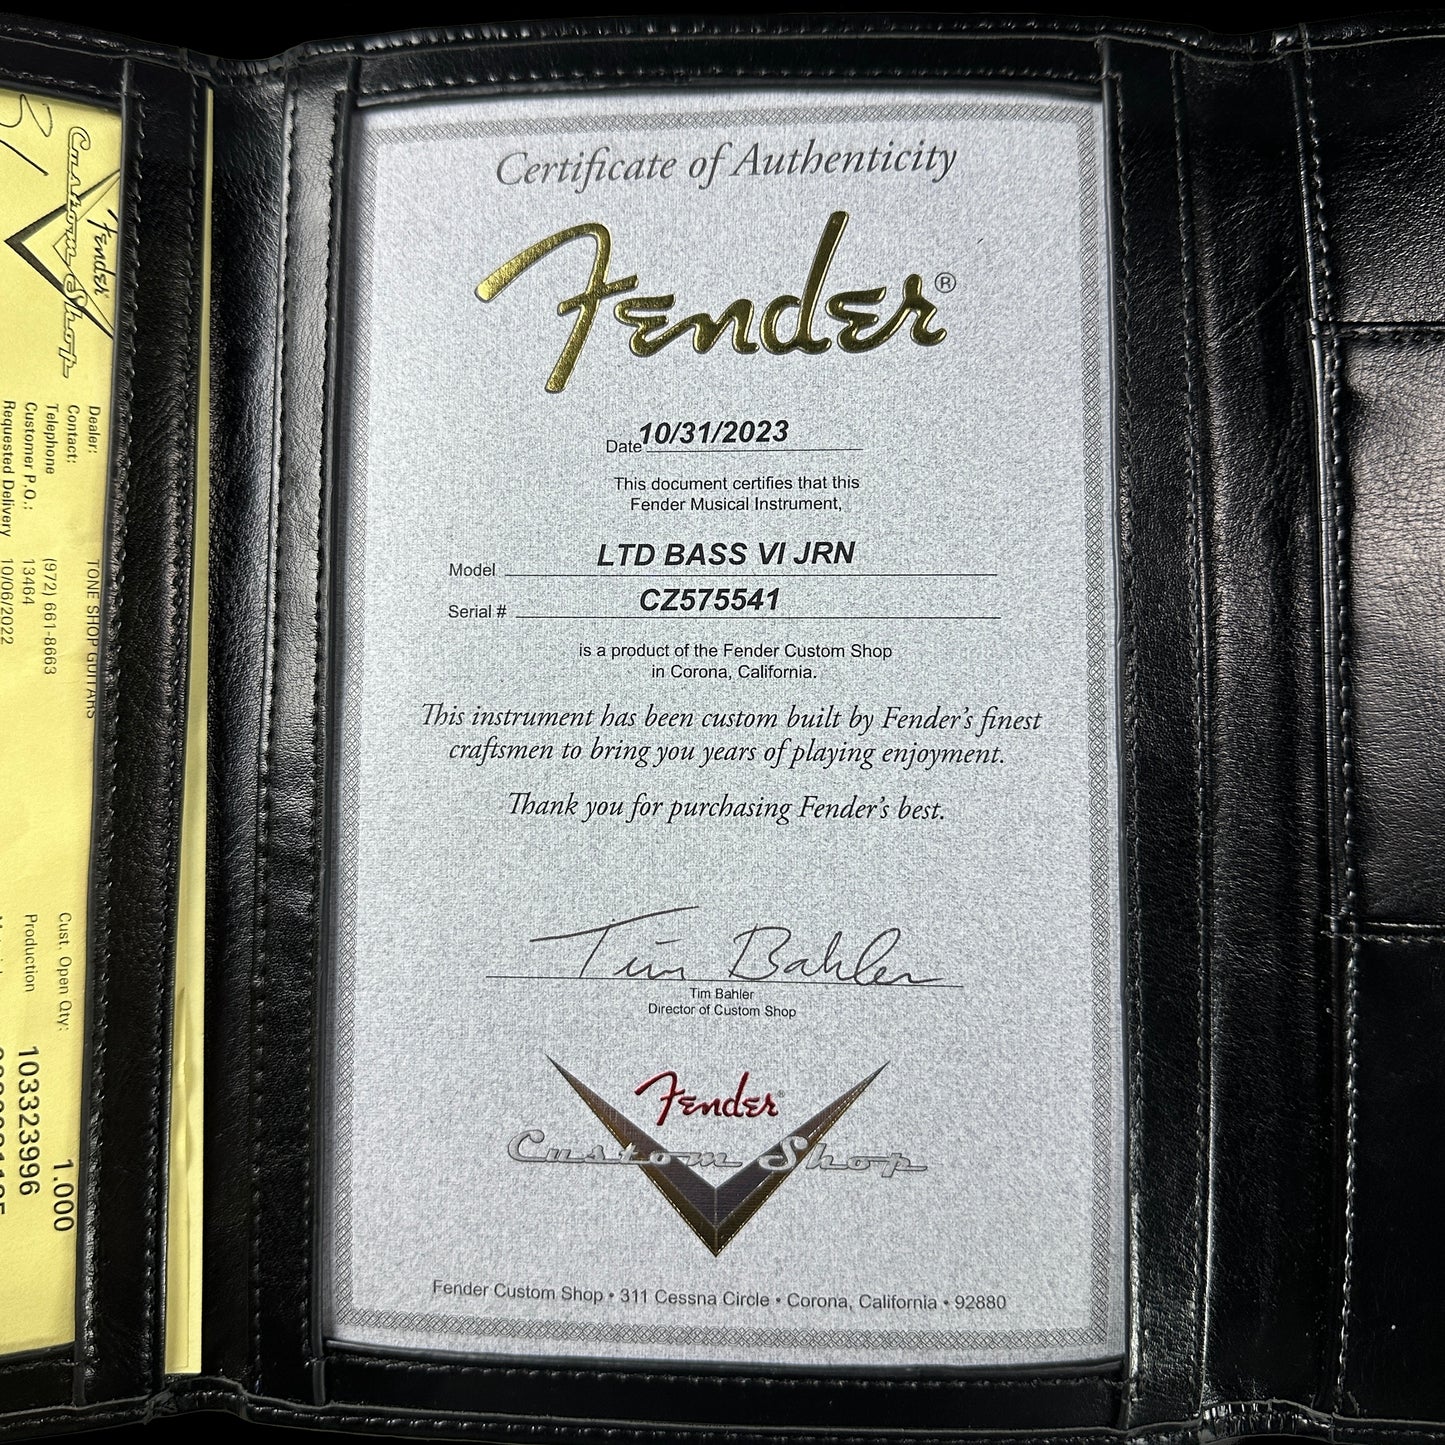 Custom Shop
Fender
Dealer:
TONE SHOP GUITARS
Contact:
Telephone
(972) 661-8663
Customer P.O.:
13464
Requested Delivery
10/06/2022
Cust. Open Qty:
1.000
Production
10332 3996
Certificate of Authenticity
Fender®
Date 10/31/2023
This document certifies that this
Fender Musical Instrument,
Model LTD BASS VI JRN
Serial # CZ575541
is a product of the Fender Custom Shop
in Corona, California.
This instrument has been custom built by Fender's finest
craftsmen to bring you years of playing enjoyment.
Thank you for purchasing Fender's best.
Tim Bahler
Tim Bahler
Director of Custom Shop
Fender
Custom Shop
Fender Custom Shop • 311 Cessna Circle • Corona, California • 92880